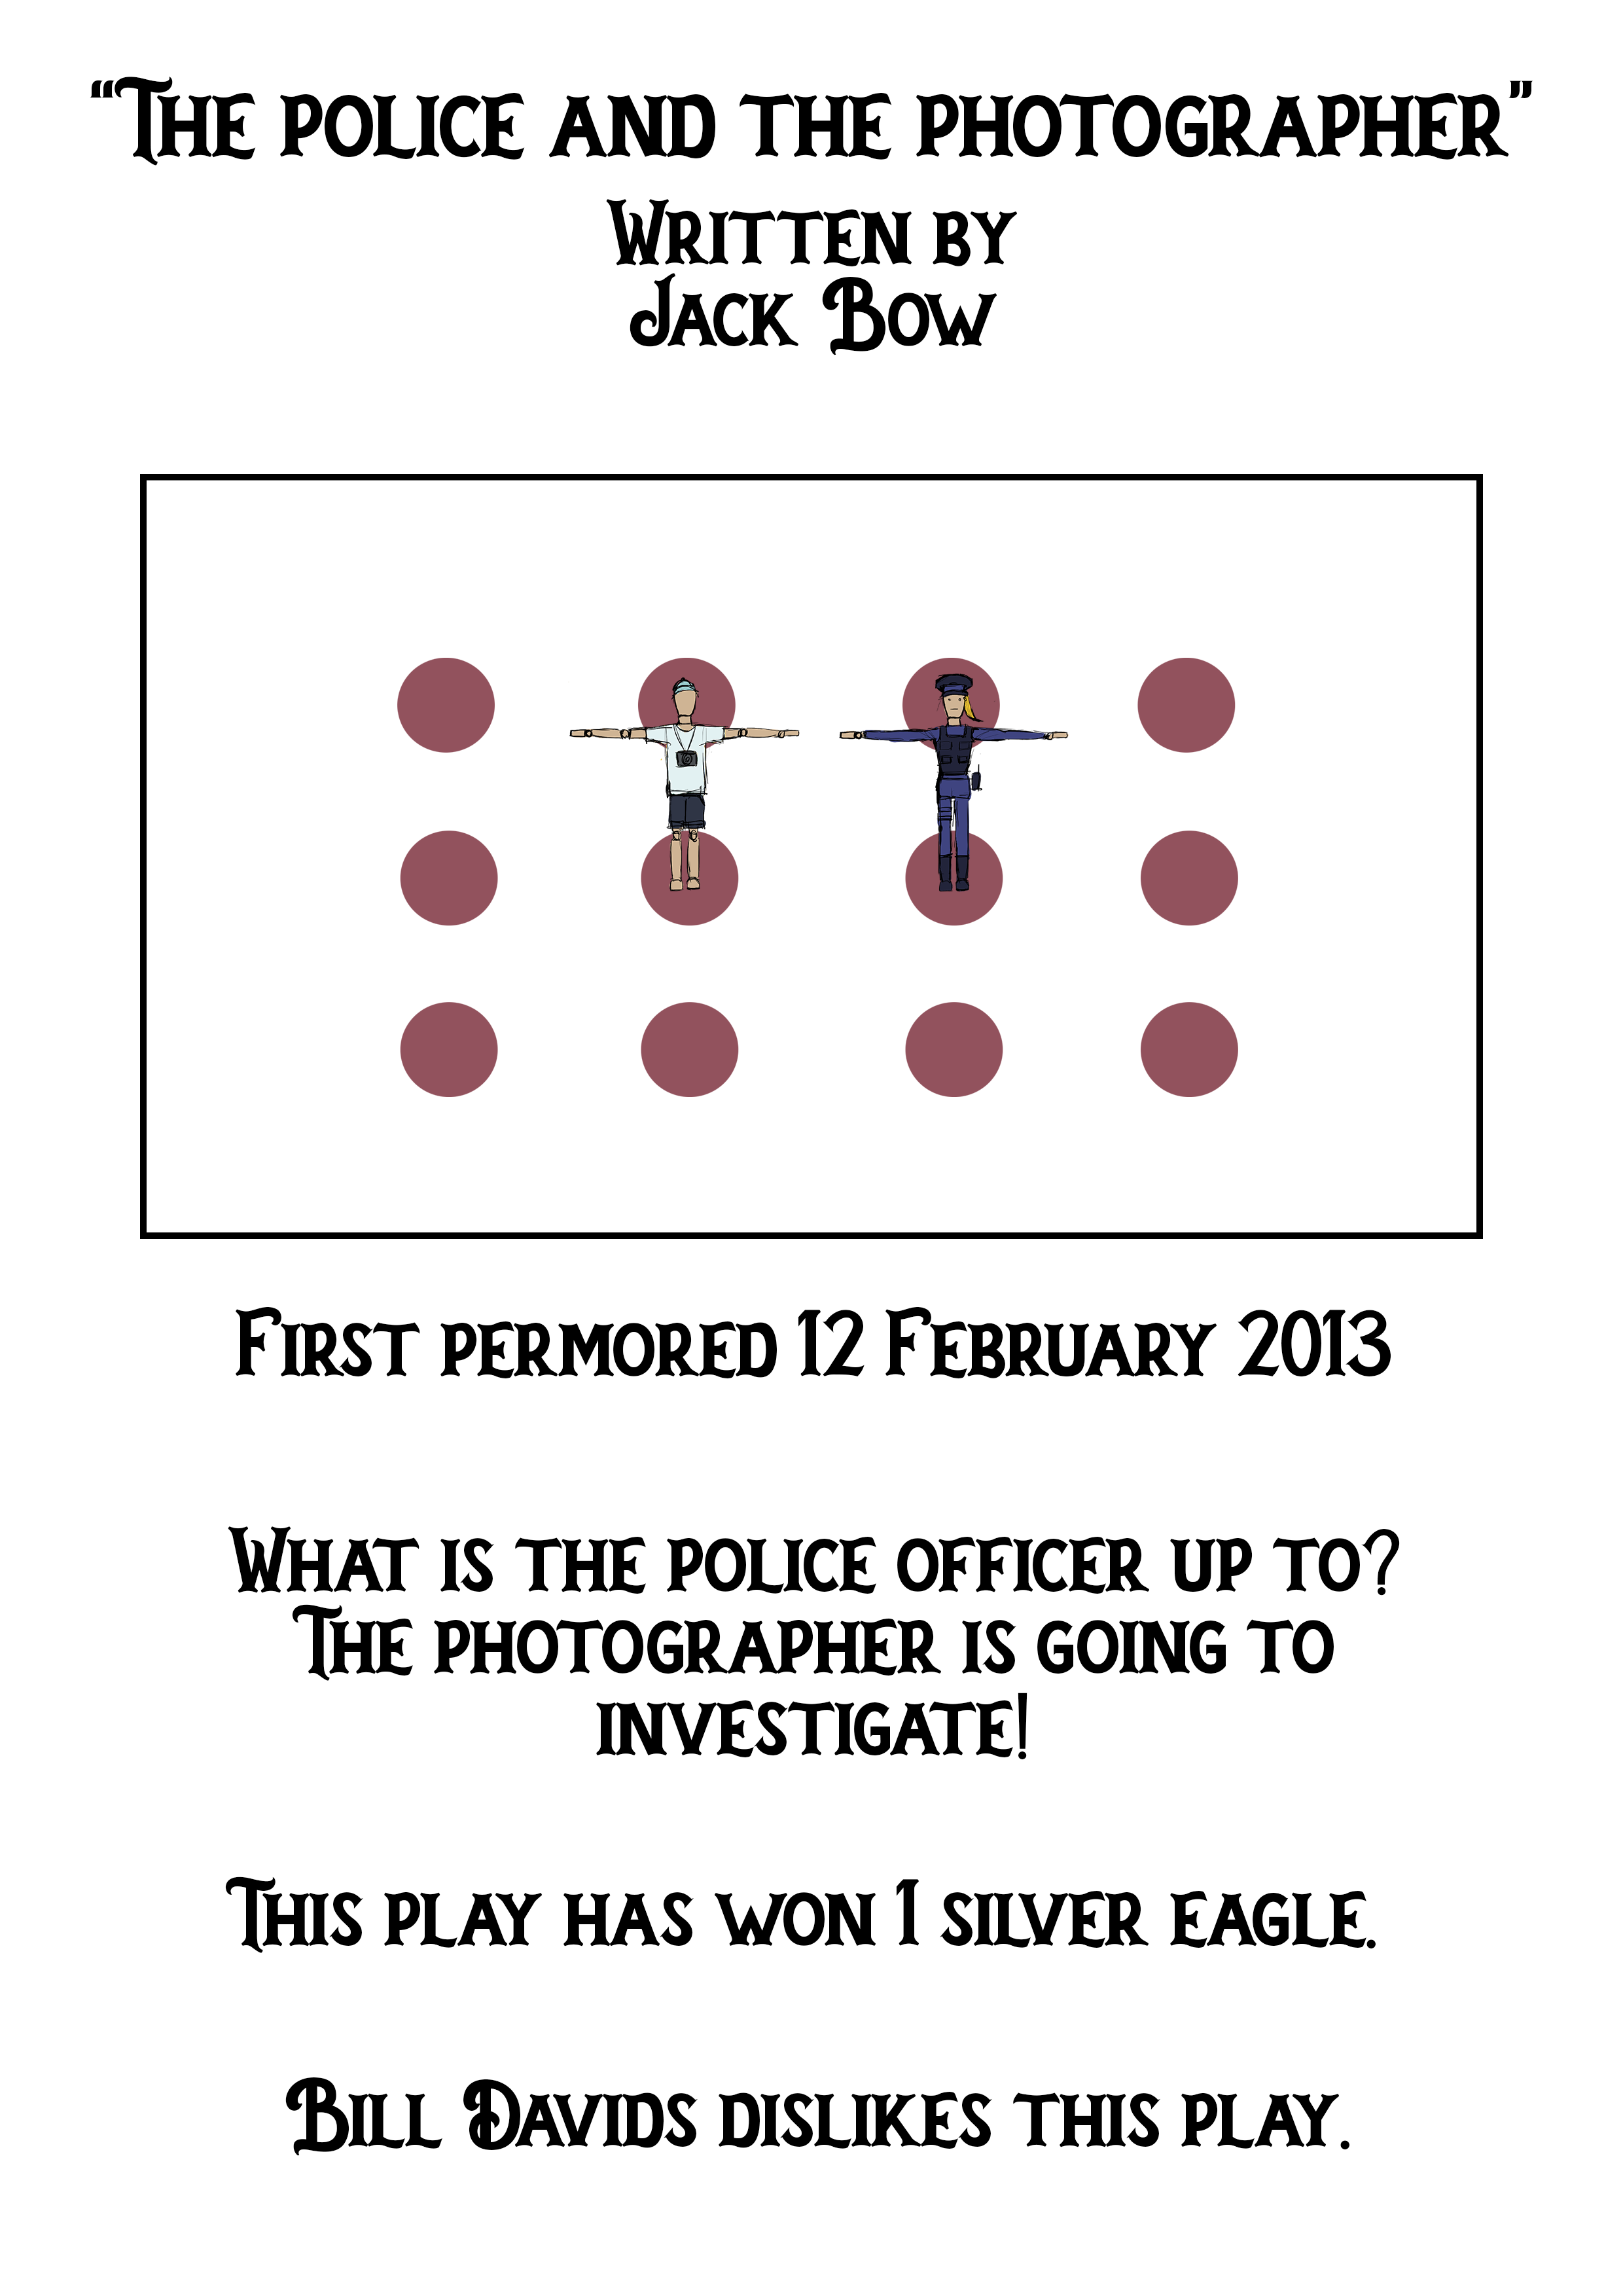 “The police and the photographer”
Written by
Jack Bow
First permored 12 February 2013
What is the police officer up to?
The photographer is going to
investigate!
This play has won 1 silver eagle.
Bill Davids dislikes this play.